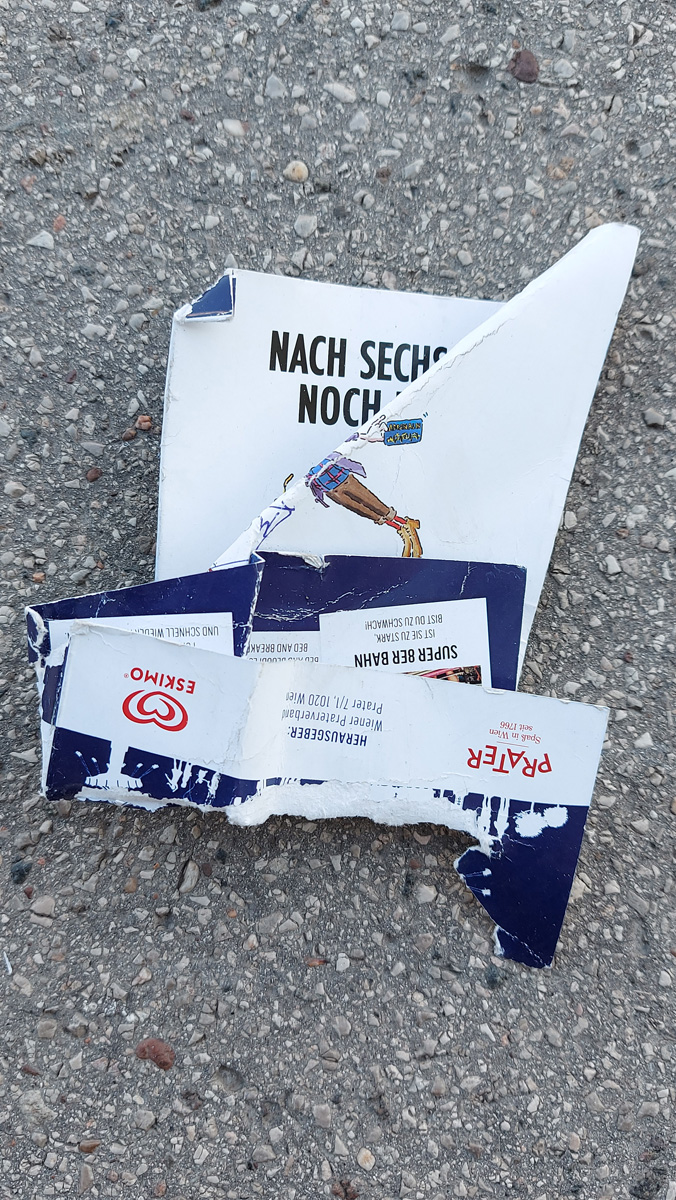 NACH SECHS
NOCH
UND SCHNELL WIEDER
BED AND BREAK
SUPER 8ER BAHN
IST SIE ZU STARK,
BIST DU ZU SCHWACH!
ESKIMO®
HERAUSGEBER:
Wiener Praterverband
Prater 7/1, 1020 Wien
PRATER
Spaß in Wien
seit 1766